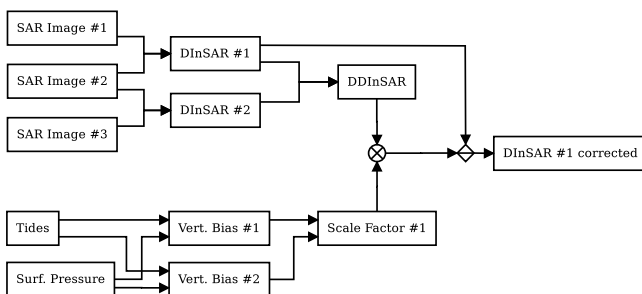 SAR Image #1
DInSAR #1
SAR Image #2
DDInSAR
DInSAR #2
SAR Image #3
DInSAR #1 corrected
Tides
Vert. Bias #1
Scale Factor #1
Surf. Pressure
Vert. Bias #2